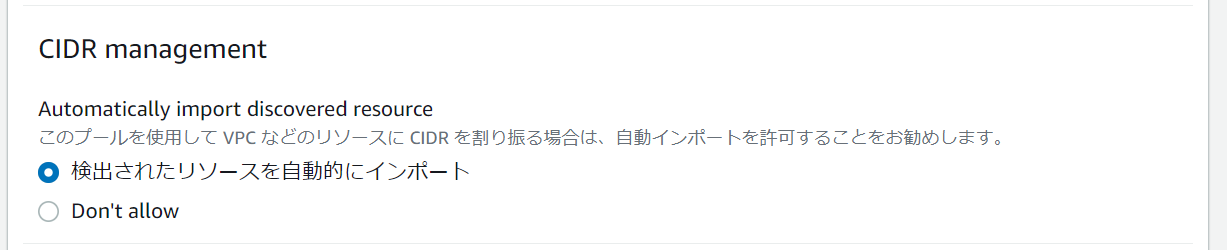 CIDR management
Automatically import discovered resource
このプールを使用して VPC などのリソースに CIDR を割り振る場合は、自動インポートを許可することをお勧めします。
検出されたリソースを自動的にインポート
Don't allow